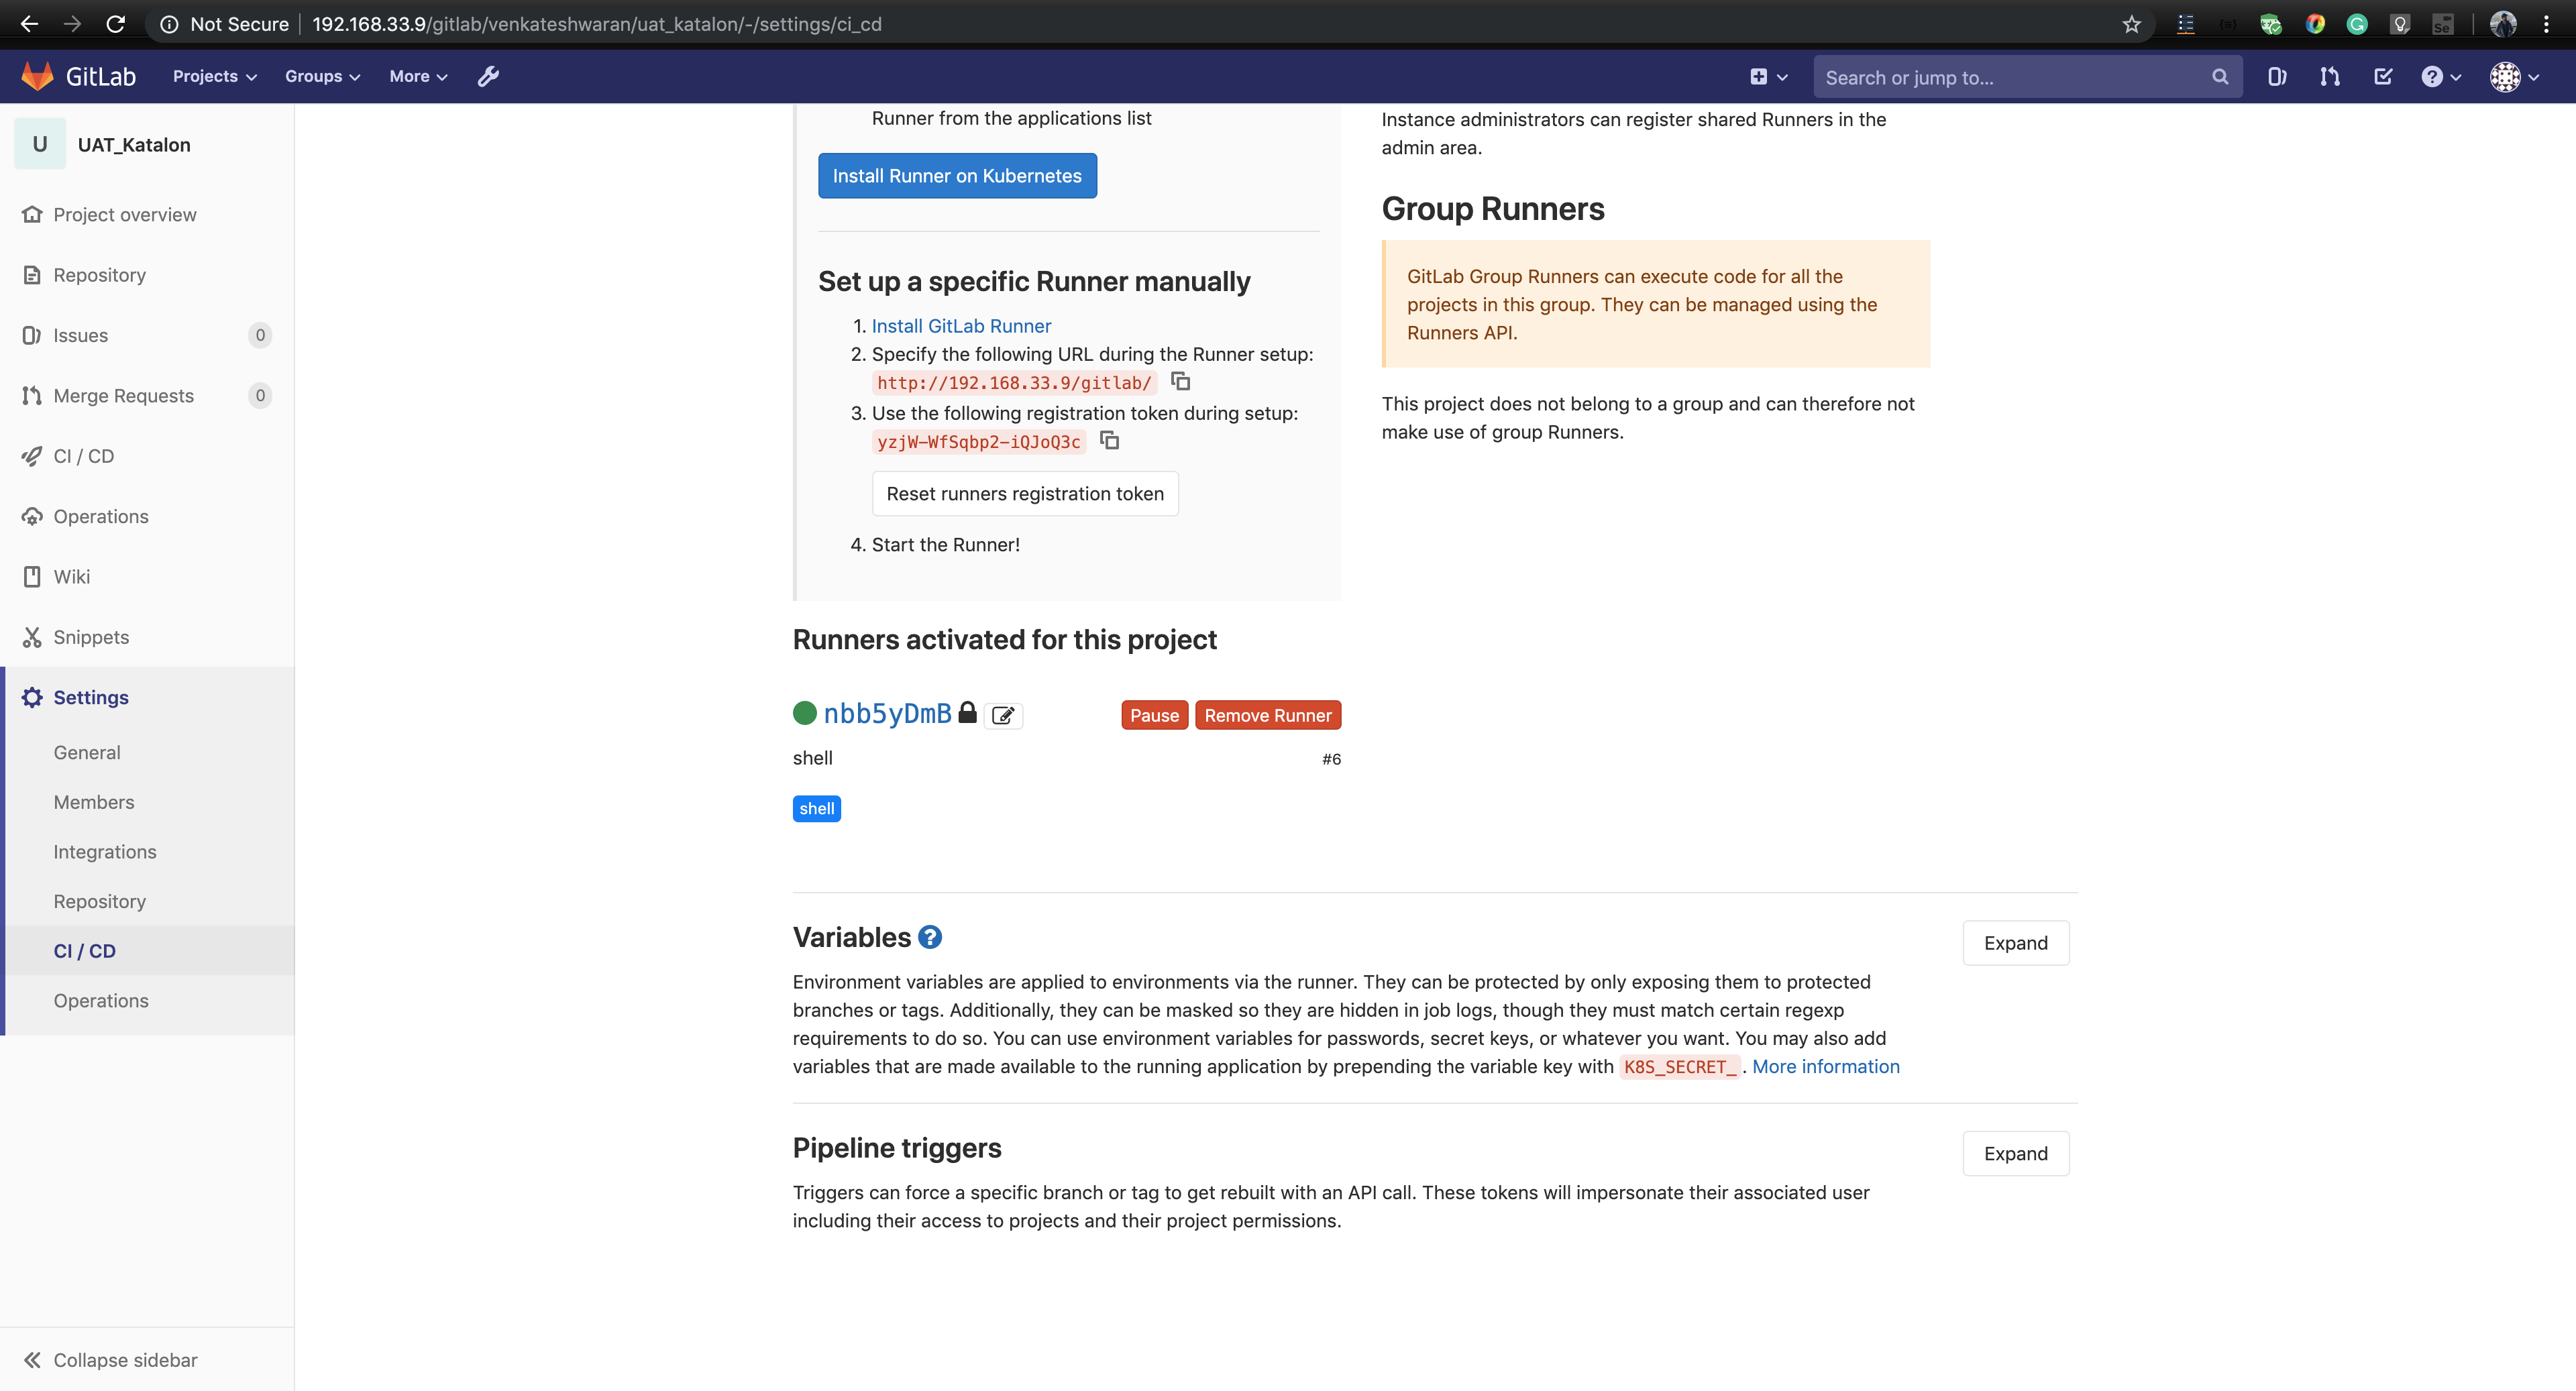 Not Secure
192.168.33.9/gitlab/venkateshwaran/uat_katalon/-/settings/ci_cd
GitLab
Projects
Groups
More
Search or jump to...
U
UAT_Katalon
Project overview
Repository
Issues
0
Merge Requests
0
CI / CD
Operations
Wiki
Snippets
Settings
General
Members
Integrations
Repository
CI / CD
Operations
Collapse sidebar
Runner from the applications list
Install Runner on Kubernetes
Set up a specific Runner manually
1. Install GitLab Runner
2. Specify the following URL during the Runner setup:
http://192.168.33.9/gitlab/
3. Use the following registration token during setup:
yzjW-WfSqbp2-iQJoQ3c
Reset runners registration token
4. Start the Runner!
Instance administrators can register shared Runners in the
admin area.
Group Runners
GitLab Group Runners can execute code for all the
projects in this group. They can be managed using the
Runners API.
This project does not belong to a group and can therefore not
make use of group Runners.
Runners activated for this project
nbb5yDmB
Pause
Remove Runner
shell
#6
shell
Variables
Expand
Environment variables are applied to environments via the runner. They can be protected by only exposing them to protected
branches or tags. Additionally, they can be masked so they are hidden in job logs, though they must match certain regexp
requirements to do so. You can use environment variables for passwords, secret keys, or whatever you want. You may also add
variables that are made available to the running application by prepending the variable key with K8S_SECRET_. More information
Pipeline triggers
Expand
Triggers can force a specific branch or tag to get rebuilt with an API call. These tokens will impersonate their associated user
including their access to projects and their project permissions.